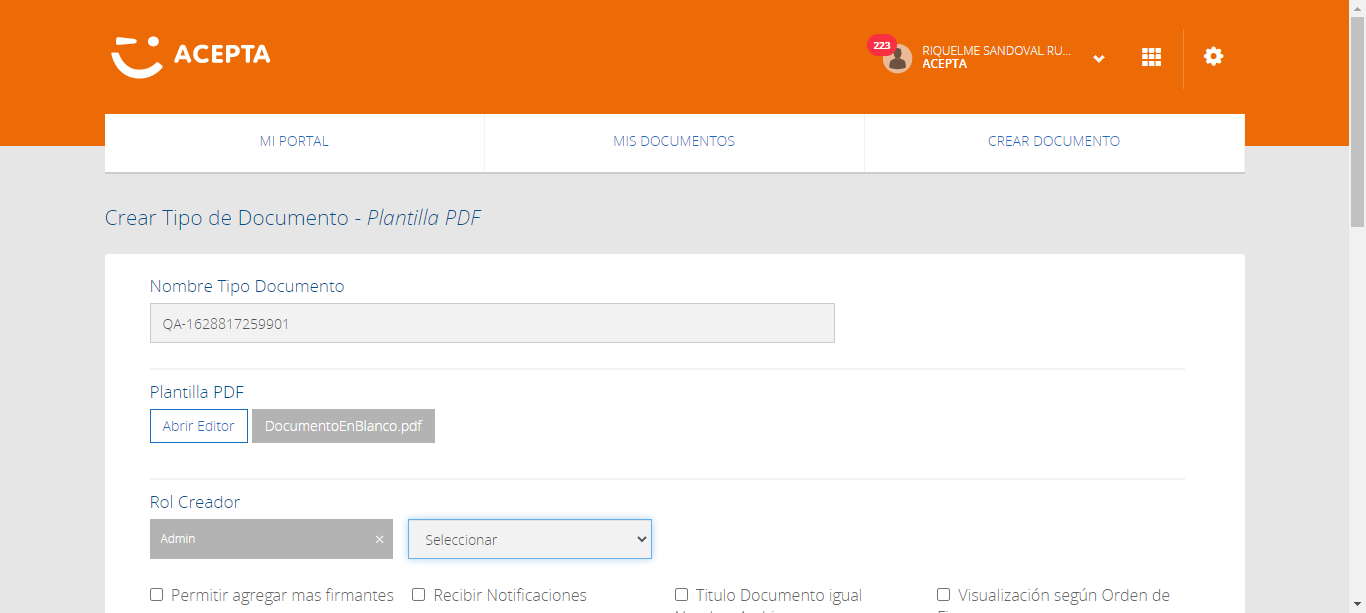 ACEPTA
223
RIQUELME SANDOVAL RU...
ACEPTA
MI PORTAL
MIS DOCUMENTOS
CREAR DOCUMENTO
Crear Tipo de Documento - Plantilla PDF
Nombre Tipo Documento
QA-1628817259901
Plantilla PDF
Abrir Editor
DocumentoEnBlanco.pdf
Rol Creador
Admin ×
Seleccionar
Permitir agregar mas firmantes
Recibir Notificaciones
Titulo Documento igual
Visualización según Orden de